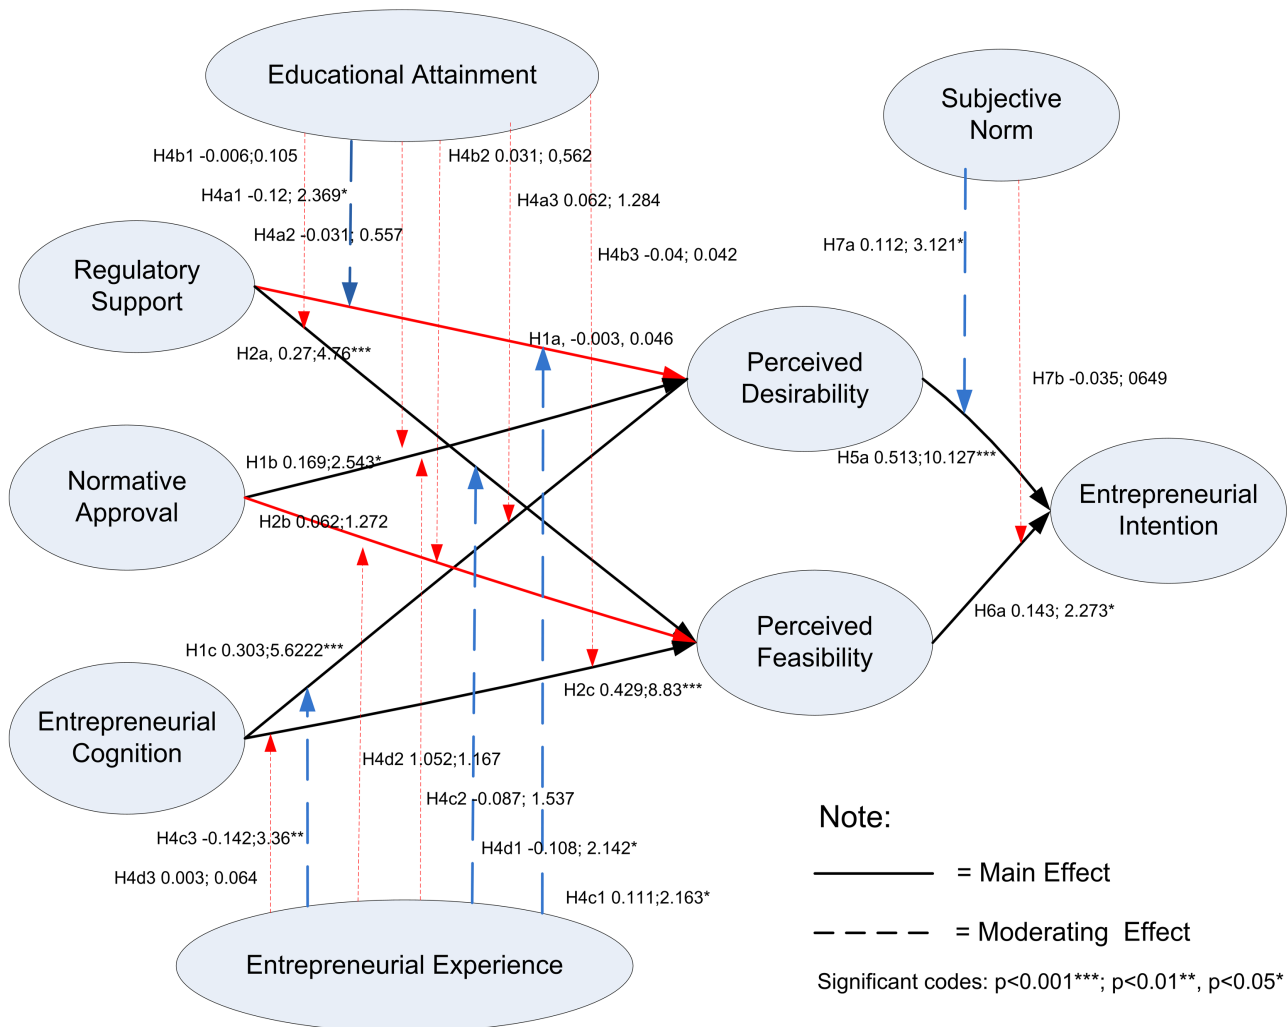 Educational Attainment
Subjective
Norm
H4b1 -0.006;0.105
H4b2 0.031; 0,562
H4a1 -0.12; 2.369*
H4a3 0.062; 1.284
H4a2 -0.031; 0.557
H7a 0.112; 3.121*
H4b3 -0.04; 0.042
Regulatory
Support
H1a, -0.003, 0.046
H2a, 0.27;4.76***
Perceived
Desirability
H7b -0.035; 0649
H1b 0.169;2.543*
H5a 0.513;10.127***
Normative
Approval
H2b 0.062;1.272
Entrepreneurial
Intention
H6a 0.143; 2.273*
Perceived
Feasibility
H1c 0.303;5.6222***
H2c 0.429;8.83***
Entrepreneurial
Cognition
H4d2 1.052;1.167
H4c2 -0.087; 1.537
H4c3 -0.142;3.36**
H4d1 -0.108; 2.142*
H4d3 0.003; 0.064
H4c1 0.111;2.163*
Entrepreneurial Experience
Note:
= Main Effect
= Moderating Effect
Significant codes: p<0.001***; p<0.01**, p<0.05*